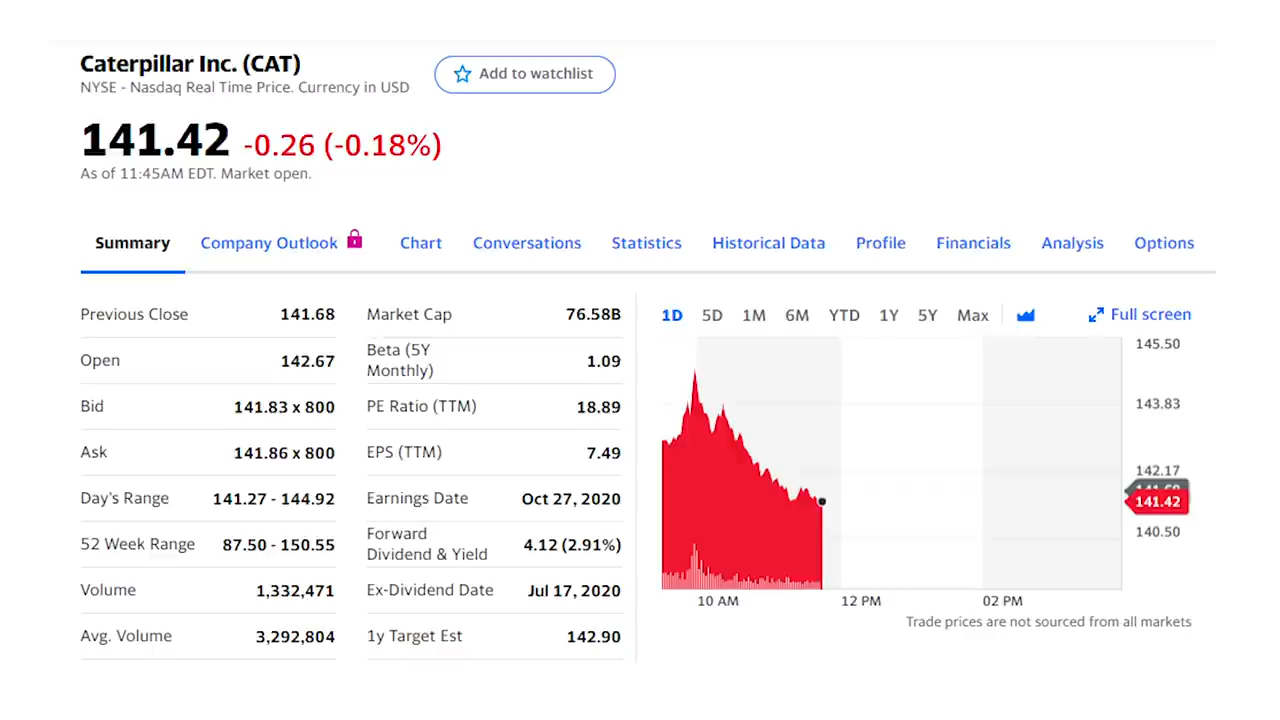 Caterpillar Inc. (CAT)
NYSE - Nasdaq Real Time Price. Currency in USD
Add to watchlist
141.42 -0.26 (-0.18%)
As of 11:45AM EDT. Market open.
Summary Company Outlook Chart Conversations Statistics Historical Data Profile Financials Analysis Options
Previous Close 141.68
Open 142.67
Bid 141.83 x 800
Ask 141.86 x 800
Day's Range 141.27 - 144.92
52 Week Range 87.50 - 150.55
Volume 1,332,471
Avg. Volume 3,292,804
Market Cap 76.58B
Beta (5Y
Monthly) 1.09
PE Ratio (TTM) 18.89
EPS (TTM) 7.49
Earnings Date Oct 27, 2020
Forward
Dividend & Yield 4.12 (2.91%)
Ex-Dividend Date Jul 17, 2020
1y Target Est 142.90
1D 5D 1M 6M YTD 1Y 5Y Max Full screen
145.50
143.83
142.17
141.42
140.50
10 AM 12 PM 02 PM
Trade prices are not sourced from all markets